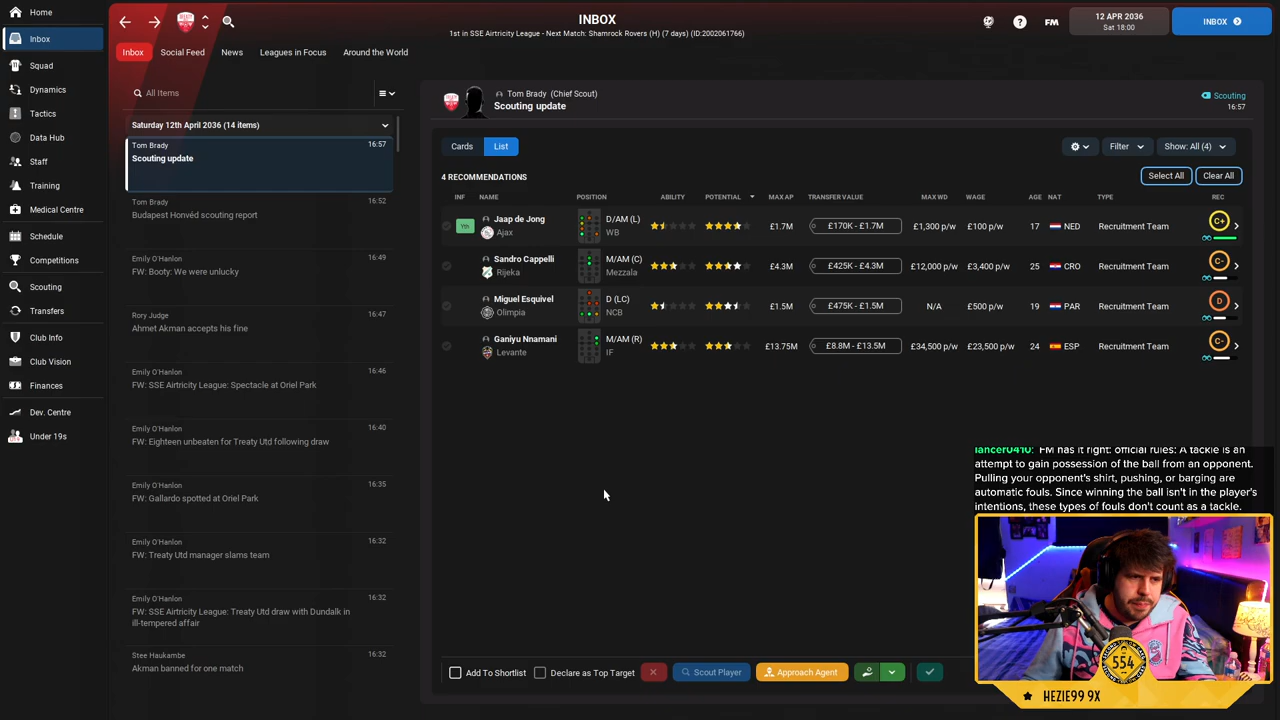 Home
Inbox
Squad
Dynamics
Tactics
Data Hub
Staff
Training
Medical Centre
Schedule
Competitions
Scouting
Transfers
Club Info
Club Vision
Finances
Dev. Centre
Under 19s
INBOX
1st in SSE Airtricity League - Next Match: Shamrock Rovers (H) (7 days) (ID:2002061766)
FM
12 APR 2036
Sat 18:00
INBOX
Inbox
Social Feed
News
Leagues in Focus
Around the World
All Items
Saturday 12th April 2036 (14 items)
Tom Brady 16:57
Scouting update
Tom Brady 16:52
Budapest Honvéd scouting report
Emily O'Hanlon 16:49
FW: Booty: We were unlucky
Rory Judge 16:47
Ahmet Akman accepts his fine
Emily O'Hanlon 16:46
FW: SSE Airtricity League: Spectacle at Oriel Park
Emily O'Hanlon 16:40
FW: Eighteen unbeaten for Treaty Utd following draw
Emily O'Hanlon 16:35
FW: Gallardo spotted at Oriel Park
Emily O'Hanlon 16:32
FW: Treaty Utd manager slams team
Emily O'Hanlon 16:32
FW: SSE Airtricity League: Treaty Utd draw with Dundalk in
ill-tempered affair
Stee Haukambe 16:32
Akman banned for one match
Tom Brady (Chief Scout)
Scouting update
Scouting
16:57
Cards
List
Filter
Show: All (4)
4 RECOMMENDATIONS
Select All
Clear All
INF NAME POSITION ABILITY POTENTIAL MAX AP TRANSFER VALUE MAX WD WAGE AGE NAT TYPE REC
Yth Jaap de Jong D/AM (L) £1.7M £170K - £1.7M £1,300 p/w £100 p/w 17 NED Recruitment Team C+
Ajax WB
Sandro Cappelli M/AM (C) £4.3M £425K - £4.3M £12,000 p/w £3,400 p/w 25 CRO Recruitment Team C-
Rijeka Mezzala
Miguel Esquivel D (LC) £1.5M £475K - £1.5M N/A £500 p/w 19 PAR Recruitment Team D
Olimpia NCB
Ganiyu Nnamani M/AM (R) £13.75M £8.8M - £13.5M £34,500 p/w £23,500 p/w 24 ESP Recruitment Team C-
Levante IF
lancer0410: FM has it right: official rules: A tackle is an
attempt to gain possession of the ball from an opponent.
Pulling your opponent's shirt, pushing, or barging are
automatic fouls. Since winning the ball isn't in the player's
intentions, these types of fouls don't count as a tackle.
Add To Shortlist
Declare as Top Target
Scout Player
Approach Agent
554
HEZIE99 9X